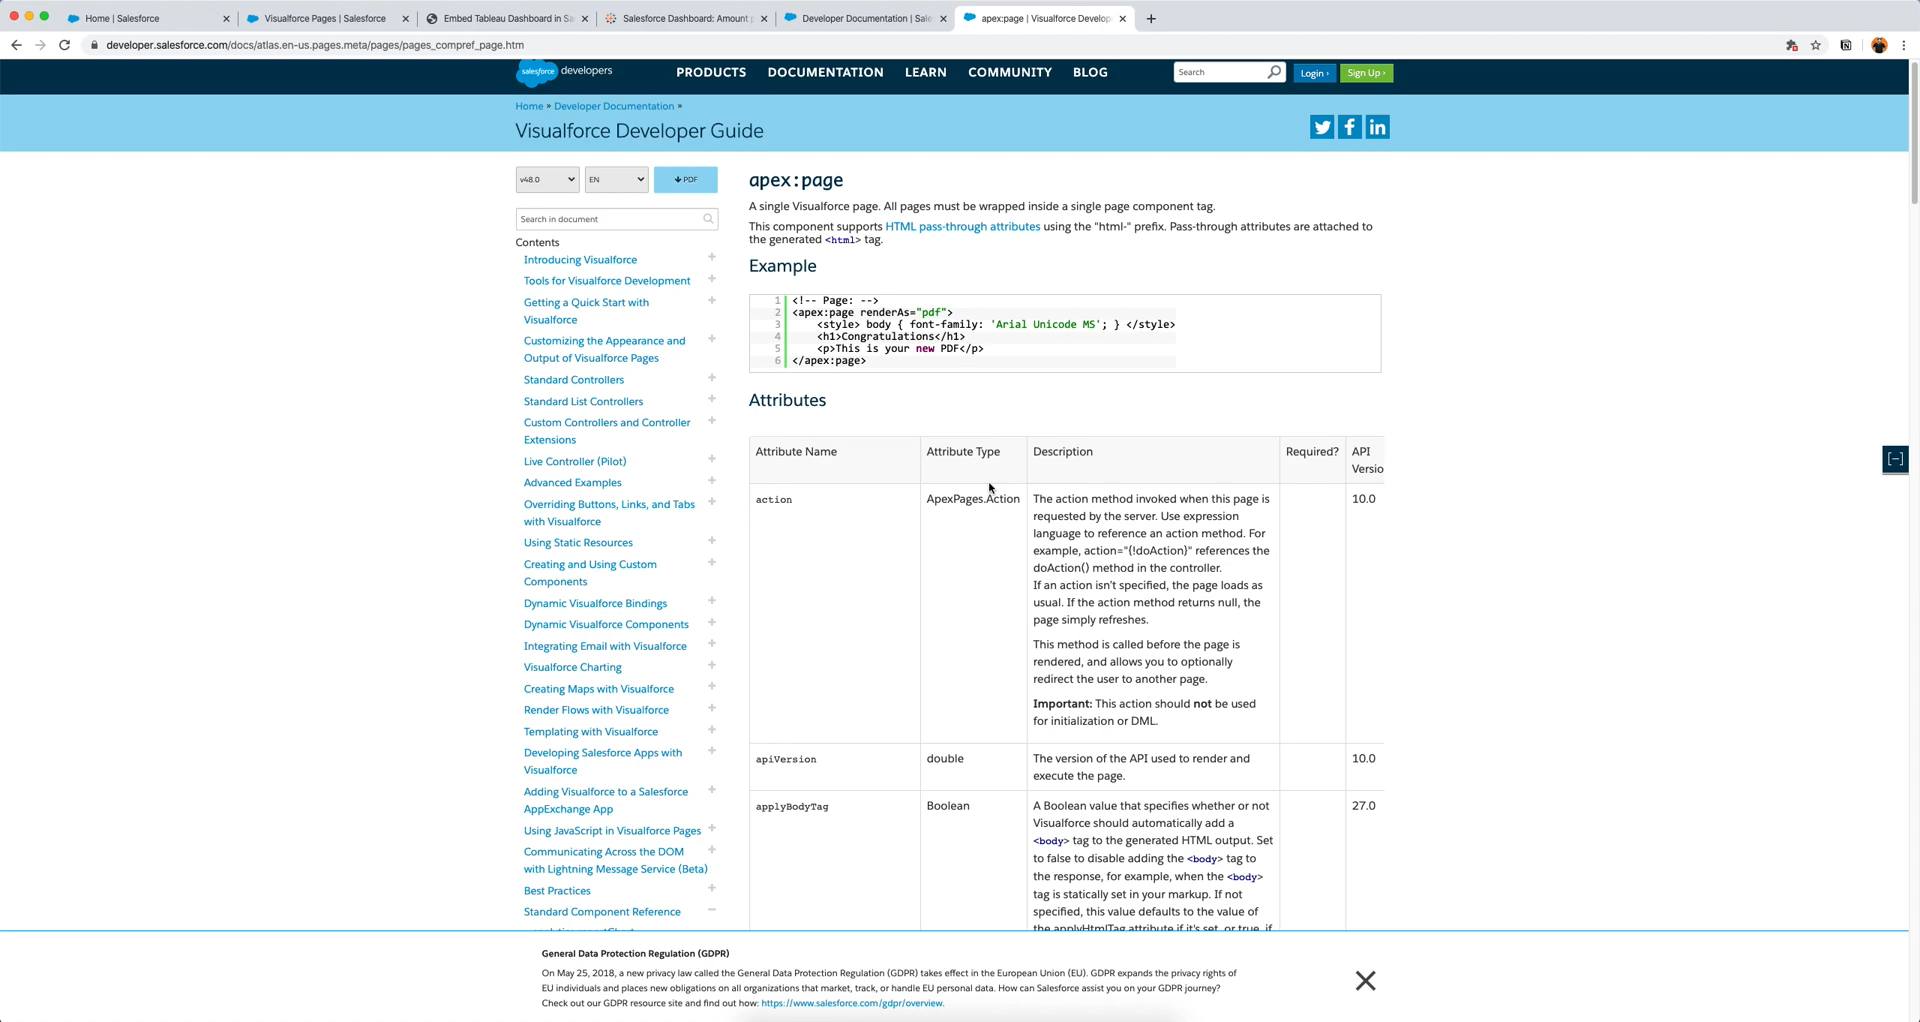 Home | Salesforce
Visualforce Pages | Salesforce
Embed Tableau Dashboard in Sa
Salesforce Dashboard: Amount
Developer Documentation | Sale
apex:page | Visualforce Develop
developer.salesforce.com/docs/atlas.en-us.pages.meta/pages/pages_compref_page.htm
salesforce developers
PRODUCTS DOCUMENTATION LEARN COMMUNITY BLOG
Search
Login ›
Sign Up ›
Home » Developer Documentation »
Visualforce Developer Guide
v48.0
EN
PDF
Search in document
Contents
Introducing Visualforce
Tools for Visualforce Development
Getting a Quick Start with
Visualforce
Customizing the Appearance and
Output of Visualforce Pages
Standard Controllers
Standard List Controllers
Custom Controllers and Controller
Extensions
Live Controller (Pilot)
Advanced Examples
Overriding Buttons, Links, and Tabs
with Visualforce
Using Static Resources
Creating and Using Custom
Components
Dynamic Visualforce Bindings
Dynamic Visualforce Components
Integrating Email with Visualforce
Visualforce Charting
Creating Maps with Visualforce
Render Flows with Visualforce
Templating with Visualforce
Developing Salesforce Apps with
Visualforce
Adding Visualforce to a Salesforce
AppExchange App
Using JavaScript in Visualforce Pages
Communicating Across the DOM
with Lightning Message Service (Beta)
Best Practices
Standard Component Reference
apex:page
A single Visualforce page. All pages must be wrapped inside a single page component tag.
This component supports HTML pass-through attributes using the "html-" prefix. Pass-through attributes are attached to
the generated <html> tag.
Example
1 <!-- Page: -->
2 <apex:page renderAs="pdf">
3 <style> body { font-family: 'Arial Unicode MS'; } </style>
4 <h1>Congratulations</h1>
5 <p>This is your new PDF</p>
6 </apex:page>
Attributes
Attribute Name Attribute Type Description Required? API
Versio
action ApexPages.Action The action method invoked when this page is 10.0
requested by the server. Use expression
language to reference an action method. For
example, action="{!doAction}" references the
doAction() method in the controller.
If an action isn't specified, the page loads as
usual. If the action method returns null, the
page simply refreshes.
This method is called before the page is
rendered, and allows you to optionally
redirect the user to another page.
Important: This action should not be used
for initialization or DML.
apiVersion double The version of the API used to render and 10.0
execute the page.
applyBodyTag Boolean A Boolean value that specifies whether or not 27.0
Visualforce should automatically add a
<body> tag to the generated HTML output. Set
to false to disable adding the <body> tag to
the response, for example, when the <body>
tag is statically set in your markup. If not
specified, this value defaults to the value of
the applyHtmlTag attribute if it's set, or true, if
[-]
General Data Protection Regulation (GDPR)
On May 25, 2018, a new privacy law called the General Data Protection Regulation (GDPR) takes effect in the European Union (EU). GDPR expands the privacy rights of
EU individuals and places new obligations on all organizations that market, track, or handle EU personal data. How can Salesforce assist you on your GDPR journey?
Check out our GDPR resource site and find out how: https://www.salesforce.com/gdpr/overview.